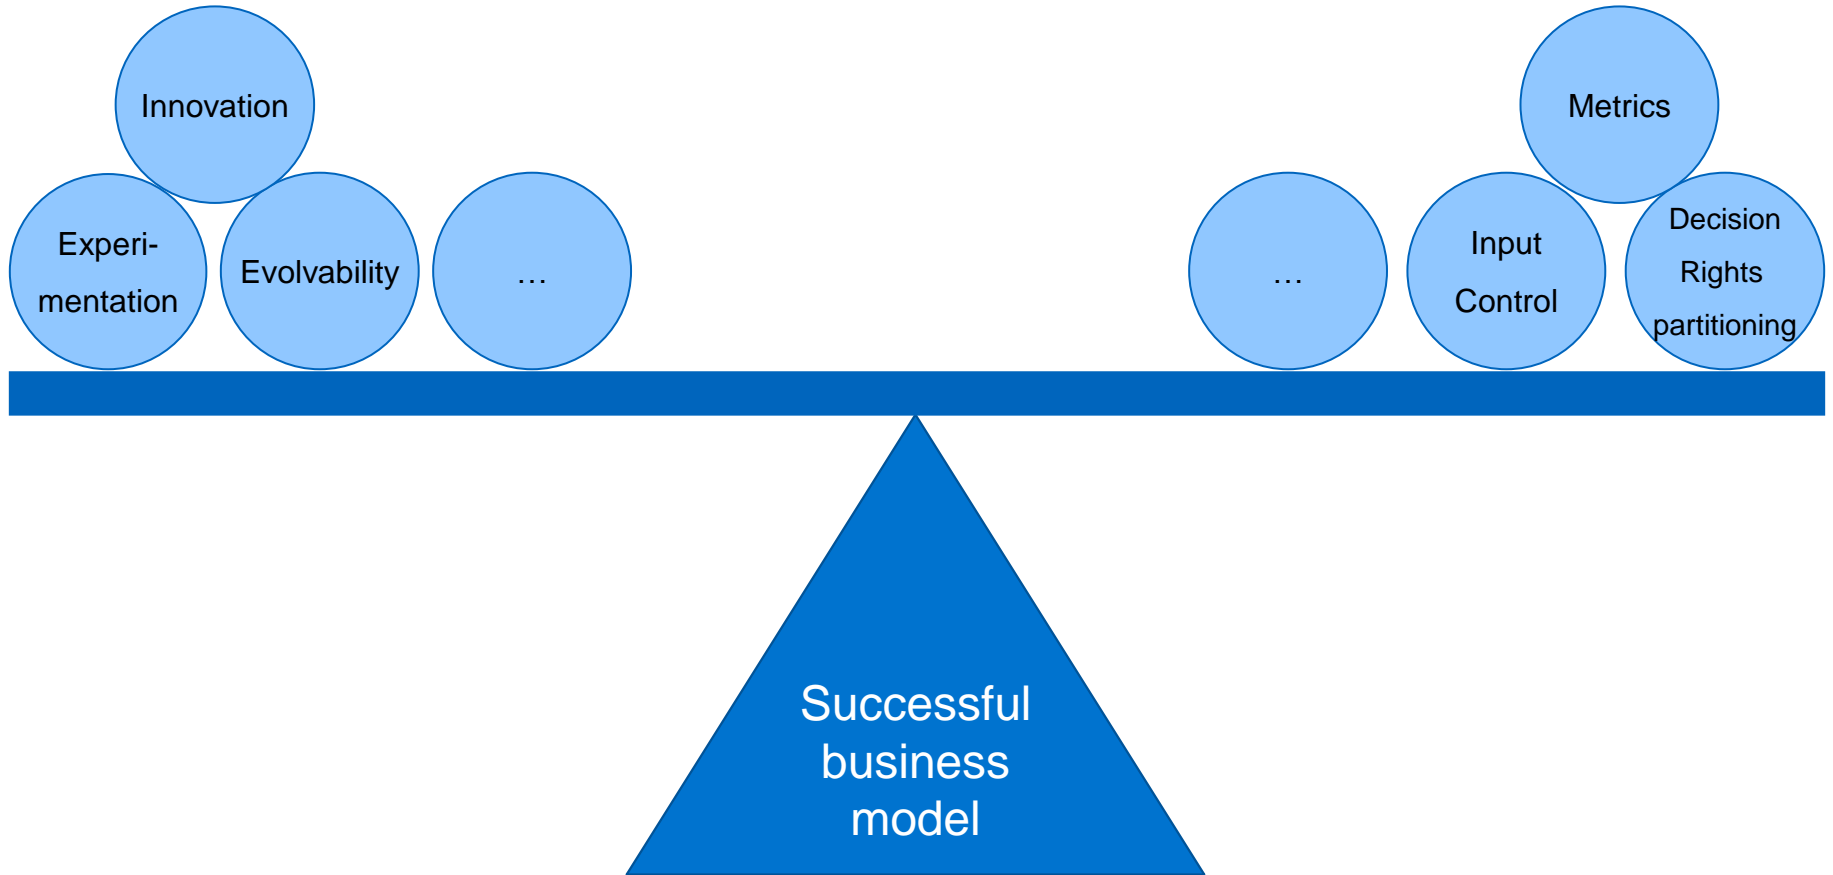 Innovation
Experi-
mentation
Evolvability
...
Metrics
...
Input
Control
Decision
Rights
partitioning
Successful
business
model